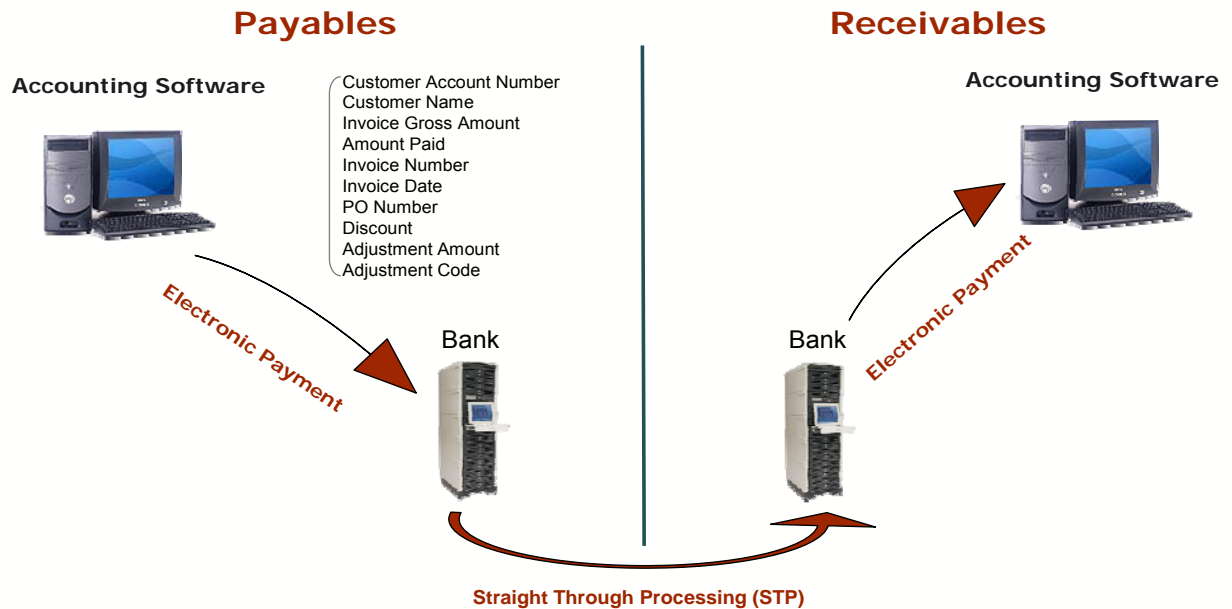 Payables
Receivables
Accounting Software
Accounting Software
Customer Account Number
Customer Name
Invoice Gross Amount
Amount Paid
Invoice Number
Invoice Date
PO Number
Discount
Adjustment Amount
Adjustment Code
Electronic Payment
Electronic Payment
Bank
Bank
Straight Through Processing (STP)